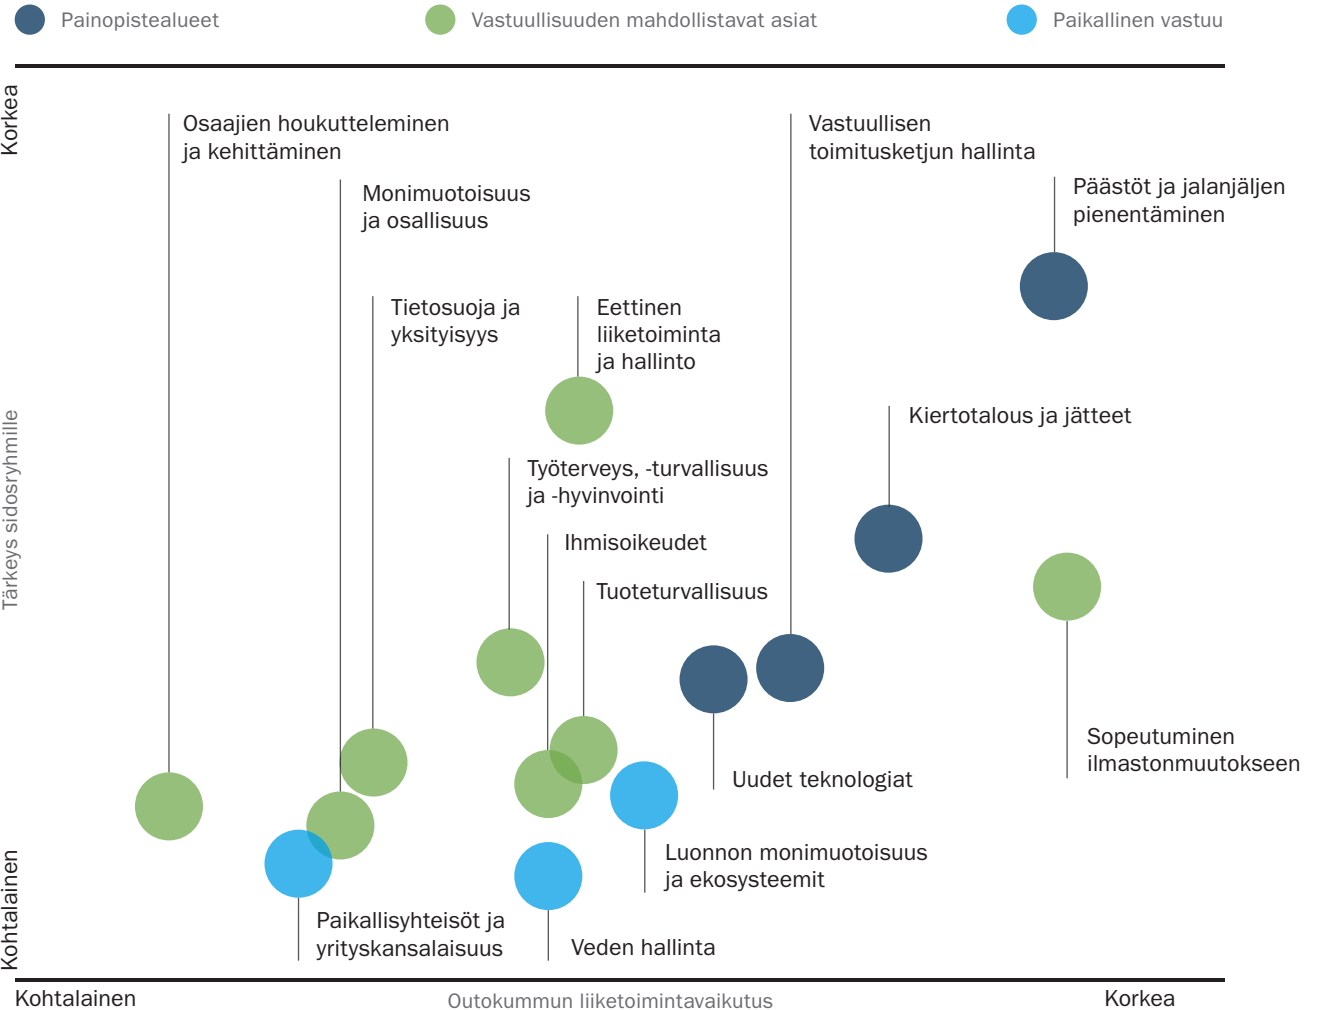 Painopistealueet
Vastuullisuuden mahdollistavat asiat
Paikallinen vastuu
Korkea
Osaajien houkutteleminen
ja kehittäminen
Vastuullisen
toimitusketjun hallinta
Monimuotoisuus
ja osallisuus
Päästöt ja jalanjäljen
pienentäminen
Tietosuoja ja
yksityisyys
Eettinen
liiketoiminta
ja hallinto
Kiertotalous ja jätteet
Tärkeys sidosryhmille
Työterveys, -turvallisuus
ja -hyvinvointi
Ihmisoikeudet
Tuoteturvallisuus
Sopeutuminen
ilmastonmuutokseen
Uudet teknologiat
Luonnon monimuotoisuus
ja ekosysteemit
Paikallisyhteisöt ja
yrityskansalaisuus
Veden hallinta
Kohtalainen
Kohtalainen
Outokummun liiketoimintavaikutus
Korkea